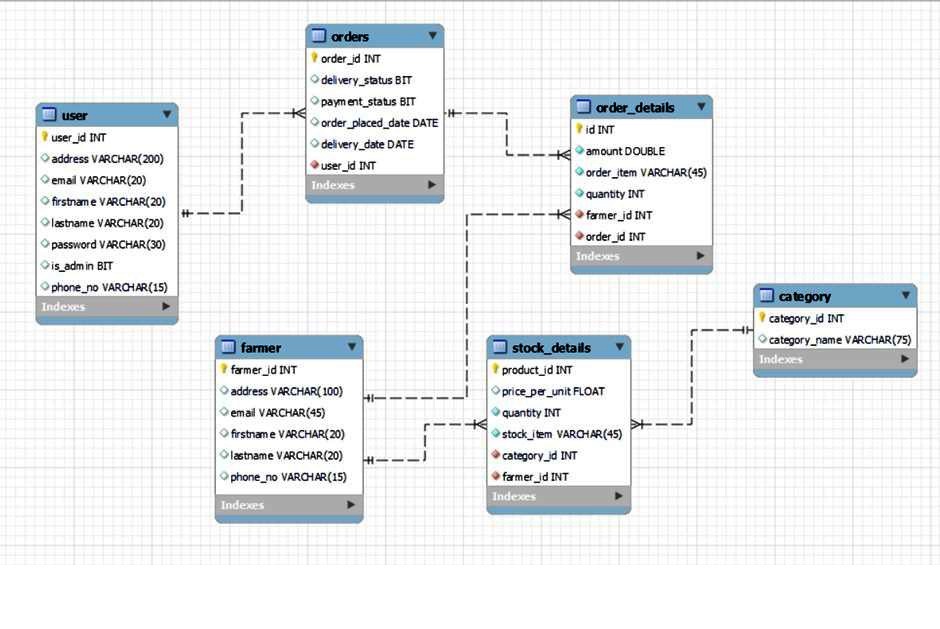 orders
order_id INT
delivery_status BIT
payment_status BIT
order_placed_date DATE
delivery_date DATE
user_id INT
Indexes
user
user_id INT
address VARCHAR(200)
email VARCHAR(20)
firstname VARCHAR(20)
lastname VARCHAR(20)
password VARCHAR(30)
is_admin BIT
phone_no VARCHAR(15)
Indexes
order_details
id INT
amount DOUBLE
order_item VARCHAR(45)
quantity INT
farmer_id INT
order_id INT
Indexes
category
category_id INT
category_name VARCHAR(75)
Indexes
farmer
farmer_id INT
address VARCHAR(100)
email VARCHAR(45)
firstname VARCHAR(20)
lastname VARCHAR(20)
phone_no VARCHAR(15)
Indexes
stock_details
product_id INT
price_per_unit FLOAT
quantity INT
stock_item VARCHAR(45)
category_id INT
farmer_id INT
Indexes